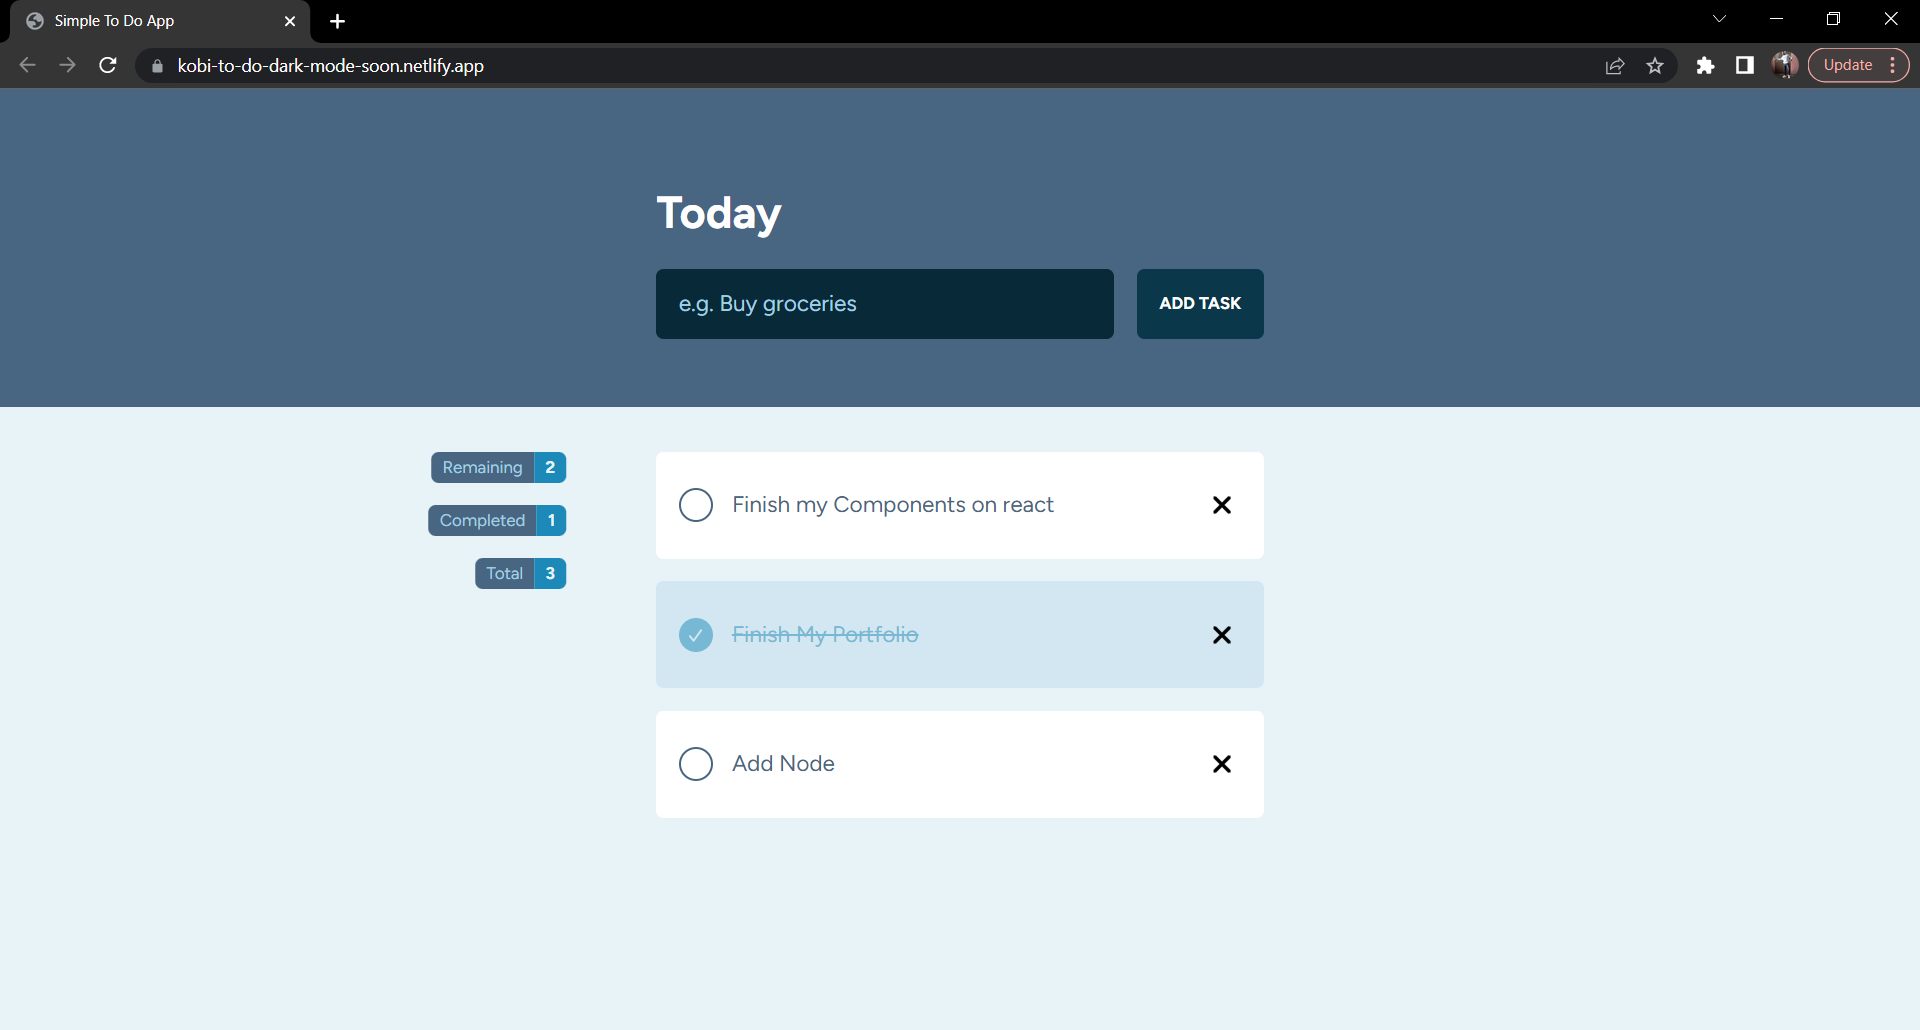 Simple To Do App
kobi-to-do-dark-mode-soon.netlify.app
Update
Today
e.g. Buy groceries
ADD TASK
Remaining 2
Completed 1
Total 3
Finish my Components on react
Finish My Portfolio
Add Node